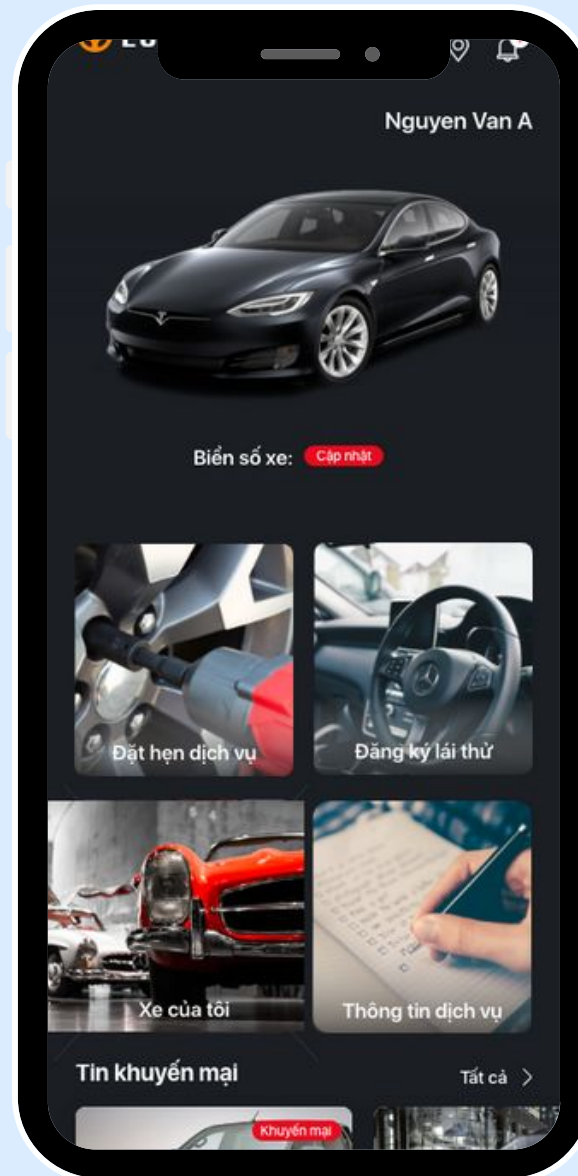 Nguyen Van A
Biển số xe: Cập nhật
Đặt hẹn dịch vụ
Đăng ký lái thử
Xe của tôi
Thông tin dịch vụ
Tin khuyến mại
Tất cả
Khuyến mại